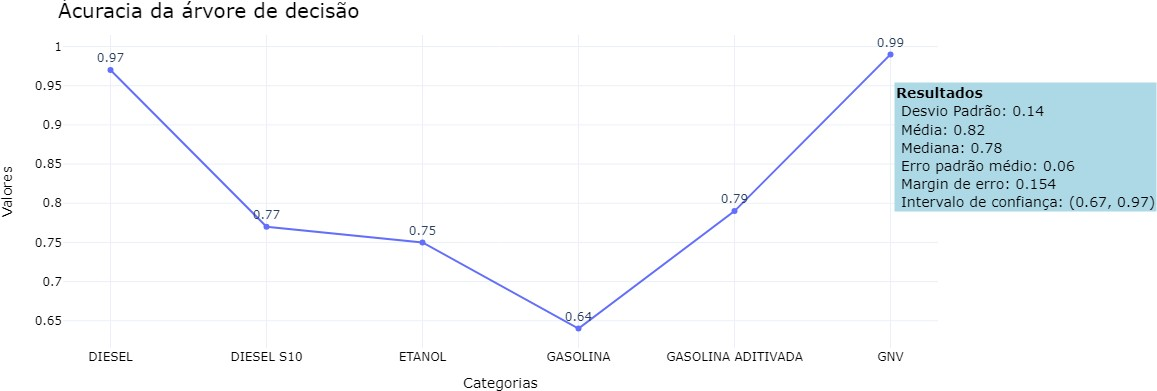 Acuracia da árvore de decisão
Valores
1
0.95
0.9
0.85
0.8
0.75
0.7
0.65
0.97
0.77
0.75
0.64
0.79
0.99
DIESEL
DIESEL S10
ETANOL
GASOLINA
GASOLINA ADITIVADA
GNV
Categorias
Resultados
Desvio Padrão: 0.14
Média: 0.82
Mediana: 0.78
Erro padrão médio: 0.06
Margin de erro: 0.154
Intervalo de confiança: (0.67, 0.97)